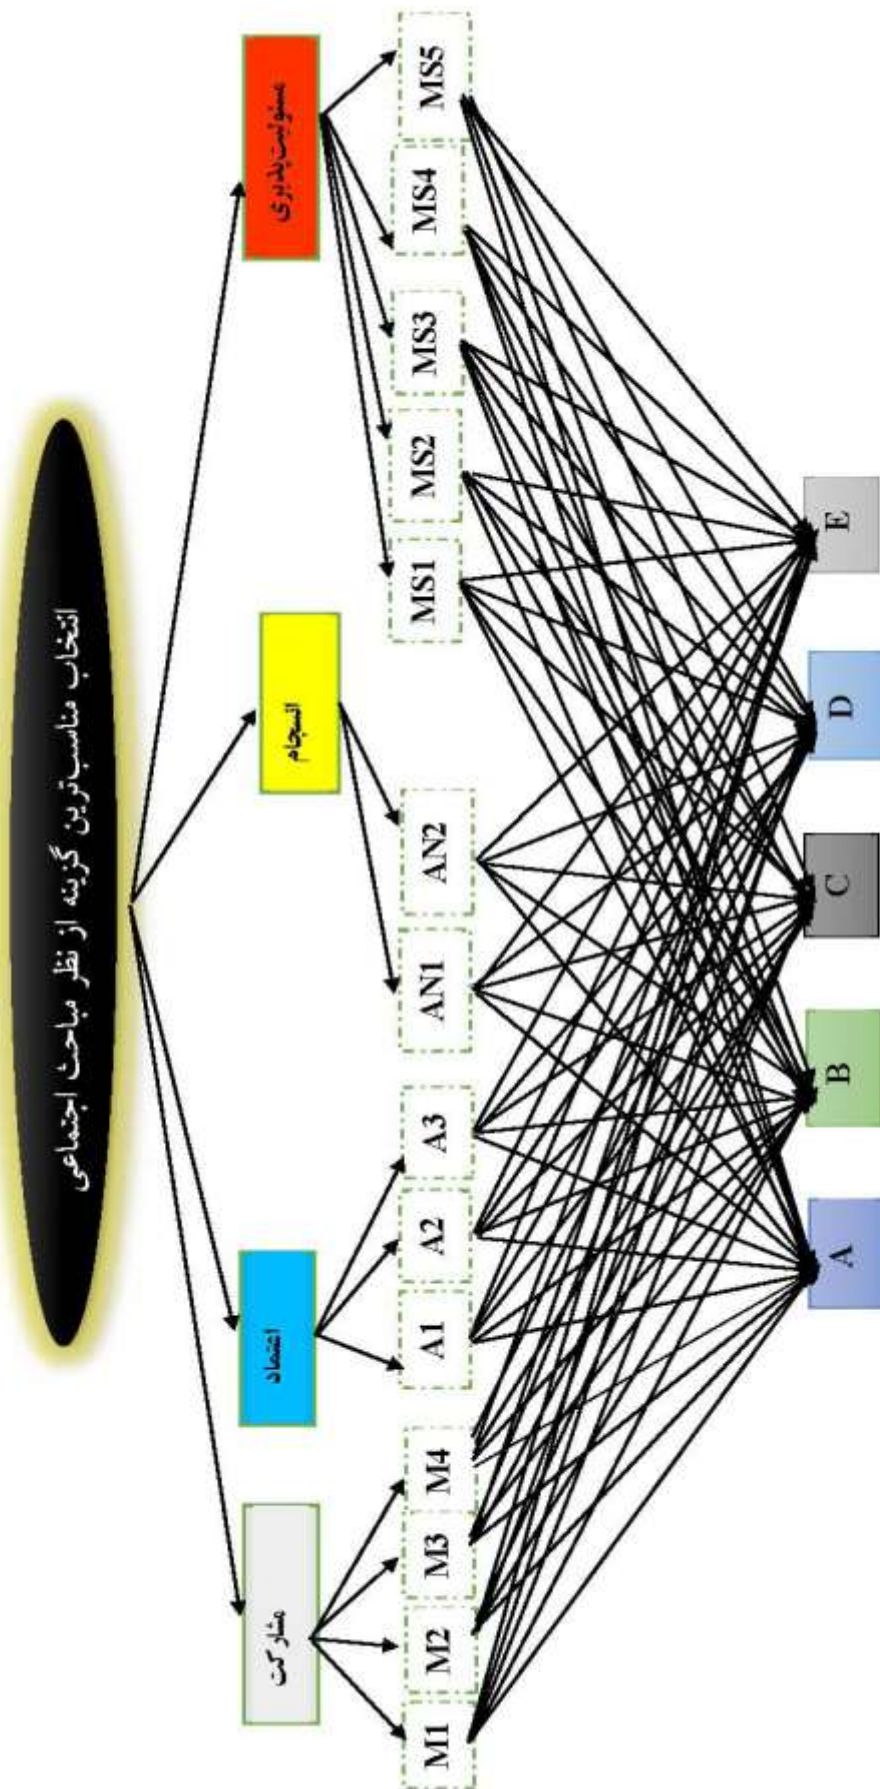 انتخاب مناسب‌ترین گزینه از نظر مباحث اجتماعی
مشارکت
اعتماد
انسجام
مسئولیت‌پذیری
M1
M2
M3
M4
A1
A2
A3
AN1
AN2
MS1
MS2
MS3
MS4
MS5
A
B
C
D
E